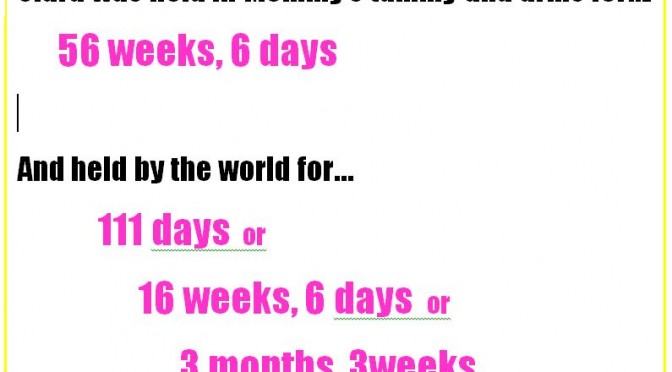 56 weeks, 6 days
And held by the world for...
111 days or
16 weeks, 6 days or
3 months, 3weeks